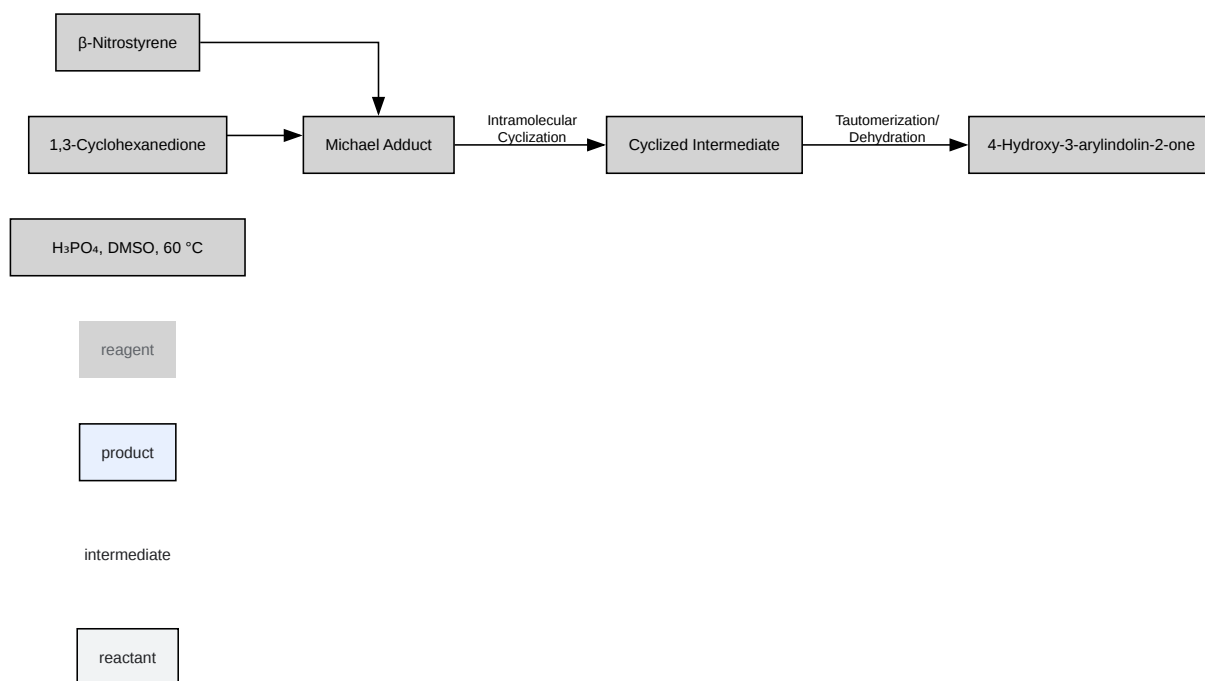 β-Nitrostyrene
1,3-Cyclohexanedione
Michael Adduct
Intramolecular
Cyclization
Cyclized Intermediate
Tautomerization/
Dehydration
4-Hydroxy-3-arylindolin-2-one
H₃PO₄, DMSO, 60 °C
reagent
product
intermediate
reactant